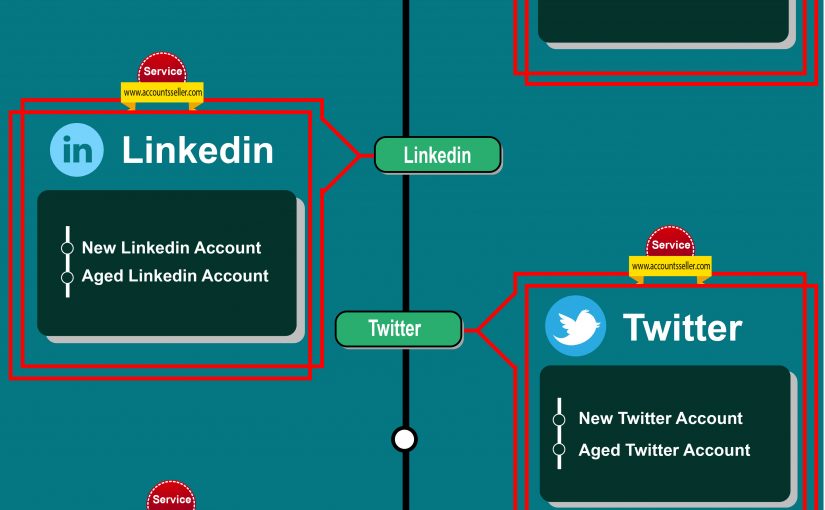 Service
www.accountsseller.com
in Linkedin
Linkedin
New Linkedin Account
Aged Linkedin Account
Service
www.accountsseller.com
Twitter
Twitter
New Twitter Account
Aged Twitter Account
Service